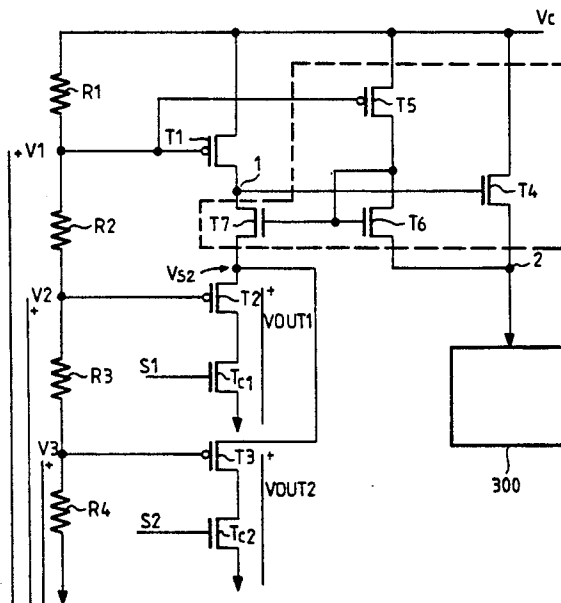 Vc
R1
T5
T1
+ V1
1
T4
T7
T6
R2
VS2
2
V2
+
T2
+
VOUT1
R3
S1
TC1
V3
+
T3
+
VOUT2
300
R4
S2
TC2